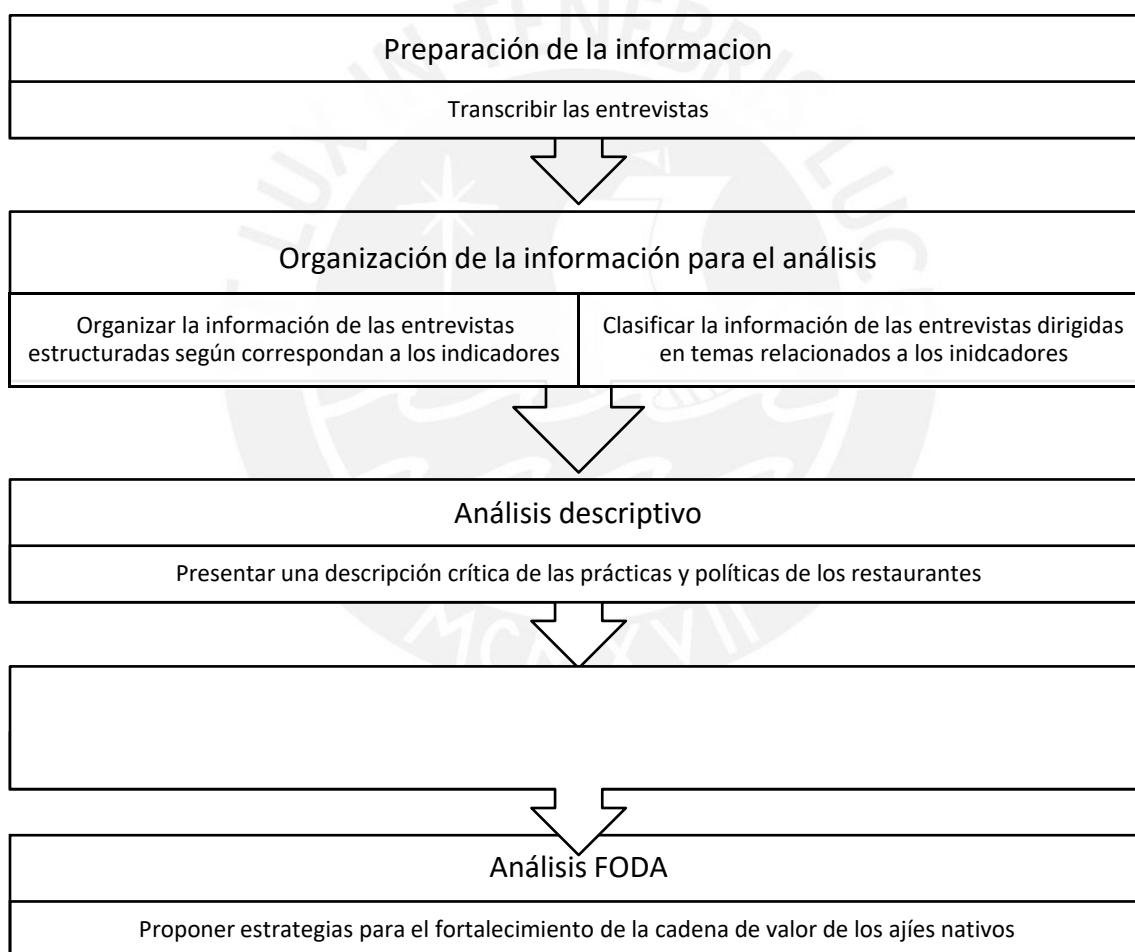 Preparación de la informacion
Transcribir las entrevistas
Organización de la información para el análisis
Organizar la información de las entrevistas
estructuradas según correspondan a los indicadores
Clasificar la información de las entrevistas dirigidas
en temas relacionados a los inidcadores
Análisis descriptivo
Presentar una descripción crítica de las prácticas y políticas de los restaurantes
Análisis FODA
Proponer estrategias para el fortalecimiento de la cadena de valor de los ajíes nativos